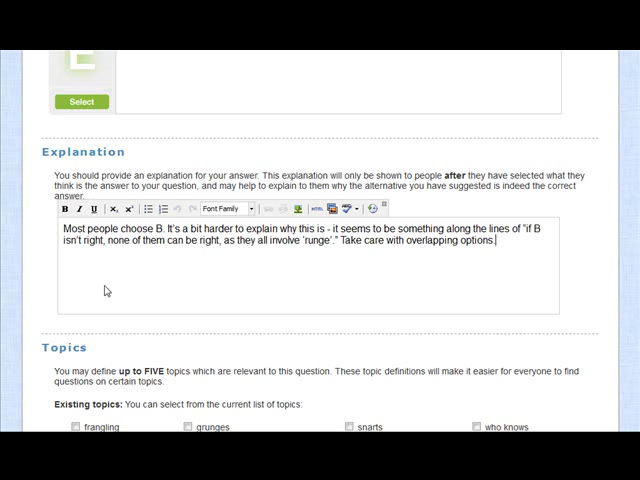 E
Select
Explanation
You should provide an explanation for your answer. This explanation will only be shown to people after they have selected what they
think is the answer to your question, and may help to explain to them why the alternative you have suggested is indeed the correct
answer.
B I U x₂ x² Font Family HTML
Most people choose B. It's a bit harder to explain why this is - it seems to be something along the lines of "if B
isn't right, none of them can be right, as they all involve 'runge'." Take care with overlapping options.
Topics
You may define up to FIVE topics which are relevant to this question. These topic definitions will make it easier for everyone to find
questions on certain topics.
Existing topics: You can select from the current list of topics:
frangling grunges snarts who knows